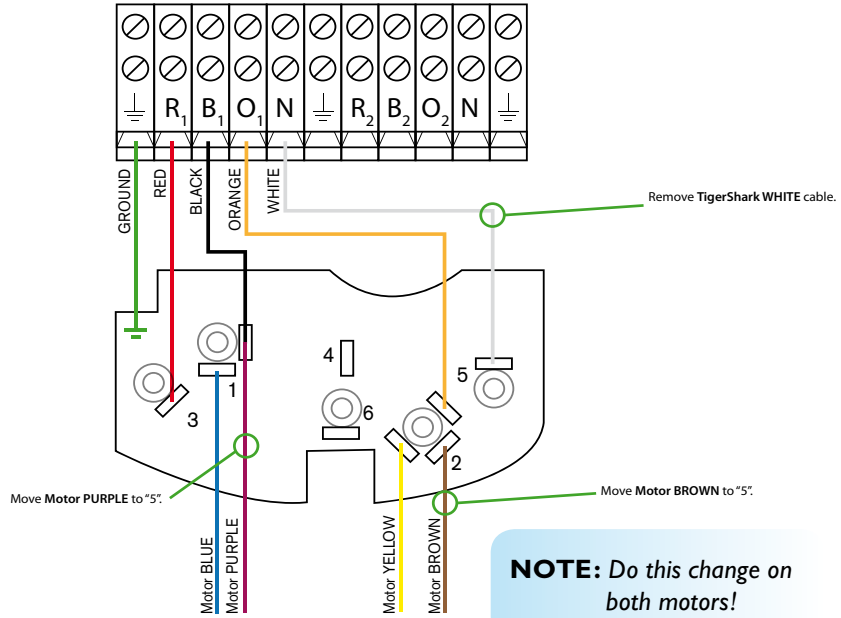 R1 B1 O1 N R2 B2 O2 N
GROUND
RED
BLACK
ORANGE
WHITE
Remove TigerShark WHITE cable.
4
5
1
6
3
2
Move Motor PURPLE to “5”.
Move Motor BROWN to “5”.
Motor BLUE
Motor PURPLE
Motor YELLOW
Motor BROWN
NOTE: Do this change on
both motors!